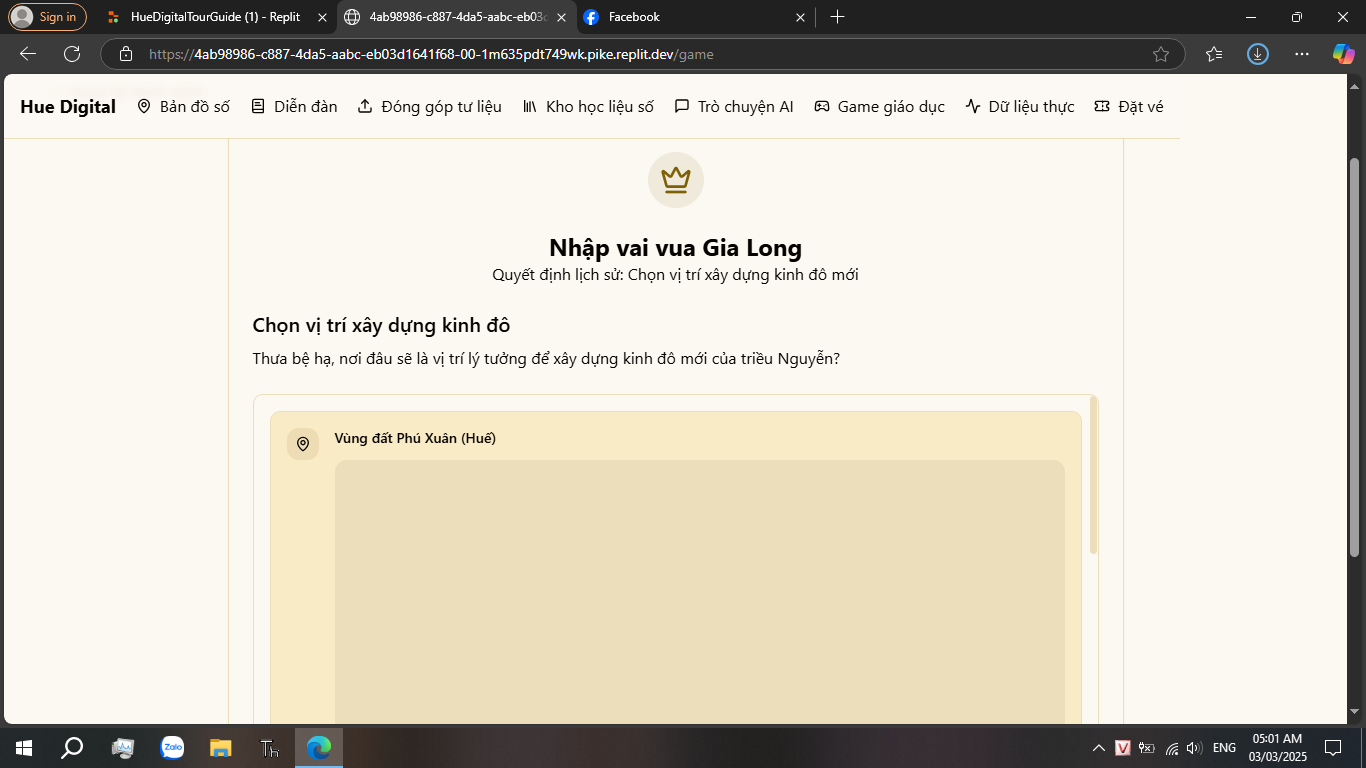 Sign in
HueDigitalTourGuide (1) - Replit
4ab98986-c887-4da5-aabc-eb03c
Facebook
https://4ab98986-c887-4da5-aabc-eb03d1641f68-00-1m635pdt749wk.pike.replit.dev/game
Hue Digital Bản đồ số Diễn đàn Đóng góp tư liệu Kho học liệu số Trò chuyện AI Game giáo dục Dữ liệu thực Đặt vé
Nhập vai vua Gia Long
Quyết định lịch sử: Chọn vị trí xây dựng kinh đô mới
Chọn vị trí xây dựng kinh đô
Thưa bệ hạ, nơi đâu sẽ là vị trí lý tưởng để xây dựng kinh đô mới của triều Nguyễn?
Vùng đất Phú Xuân (Huế)
Zalo
Th
V
ENG
05:01 AM
03/03/2025